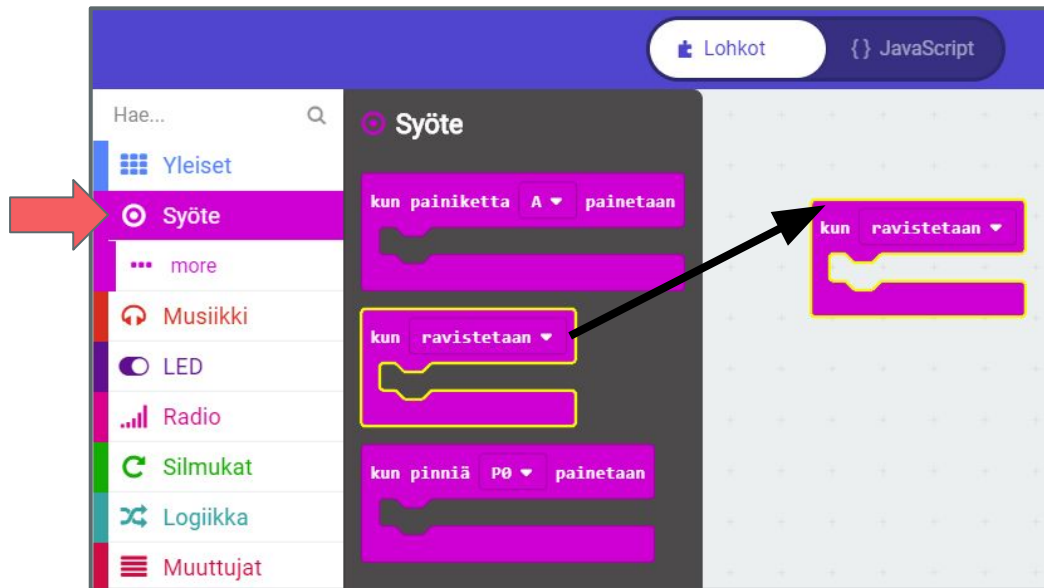 Lohkot
{ } JavaScript
Hae...
Yleiset
Syöte
more
Musiikki
LED
Radio
Silmukat
Logiikka
Muuttujat
Syöte
kun painiketta A painetaan
kun ravistetaan
kun pinniä P0 painetaan
kun ravistetaan